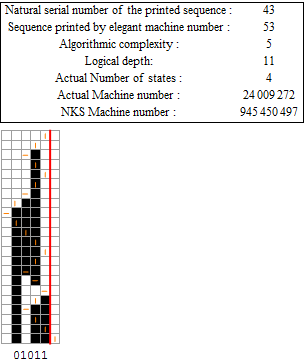 Natural serial number of the printed sequence : 43
Sequence printed by elegant machine number : 53
Algorithmic complexity : 5
Logical depth: 11
Actual Number of states : 4
Actual Machine number : 24 009 272
NKS Machine number : 945 450 497
01011